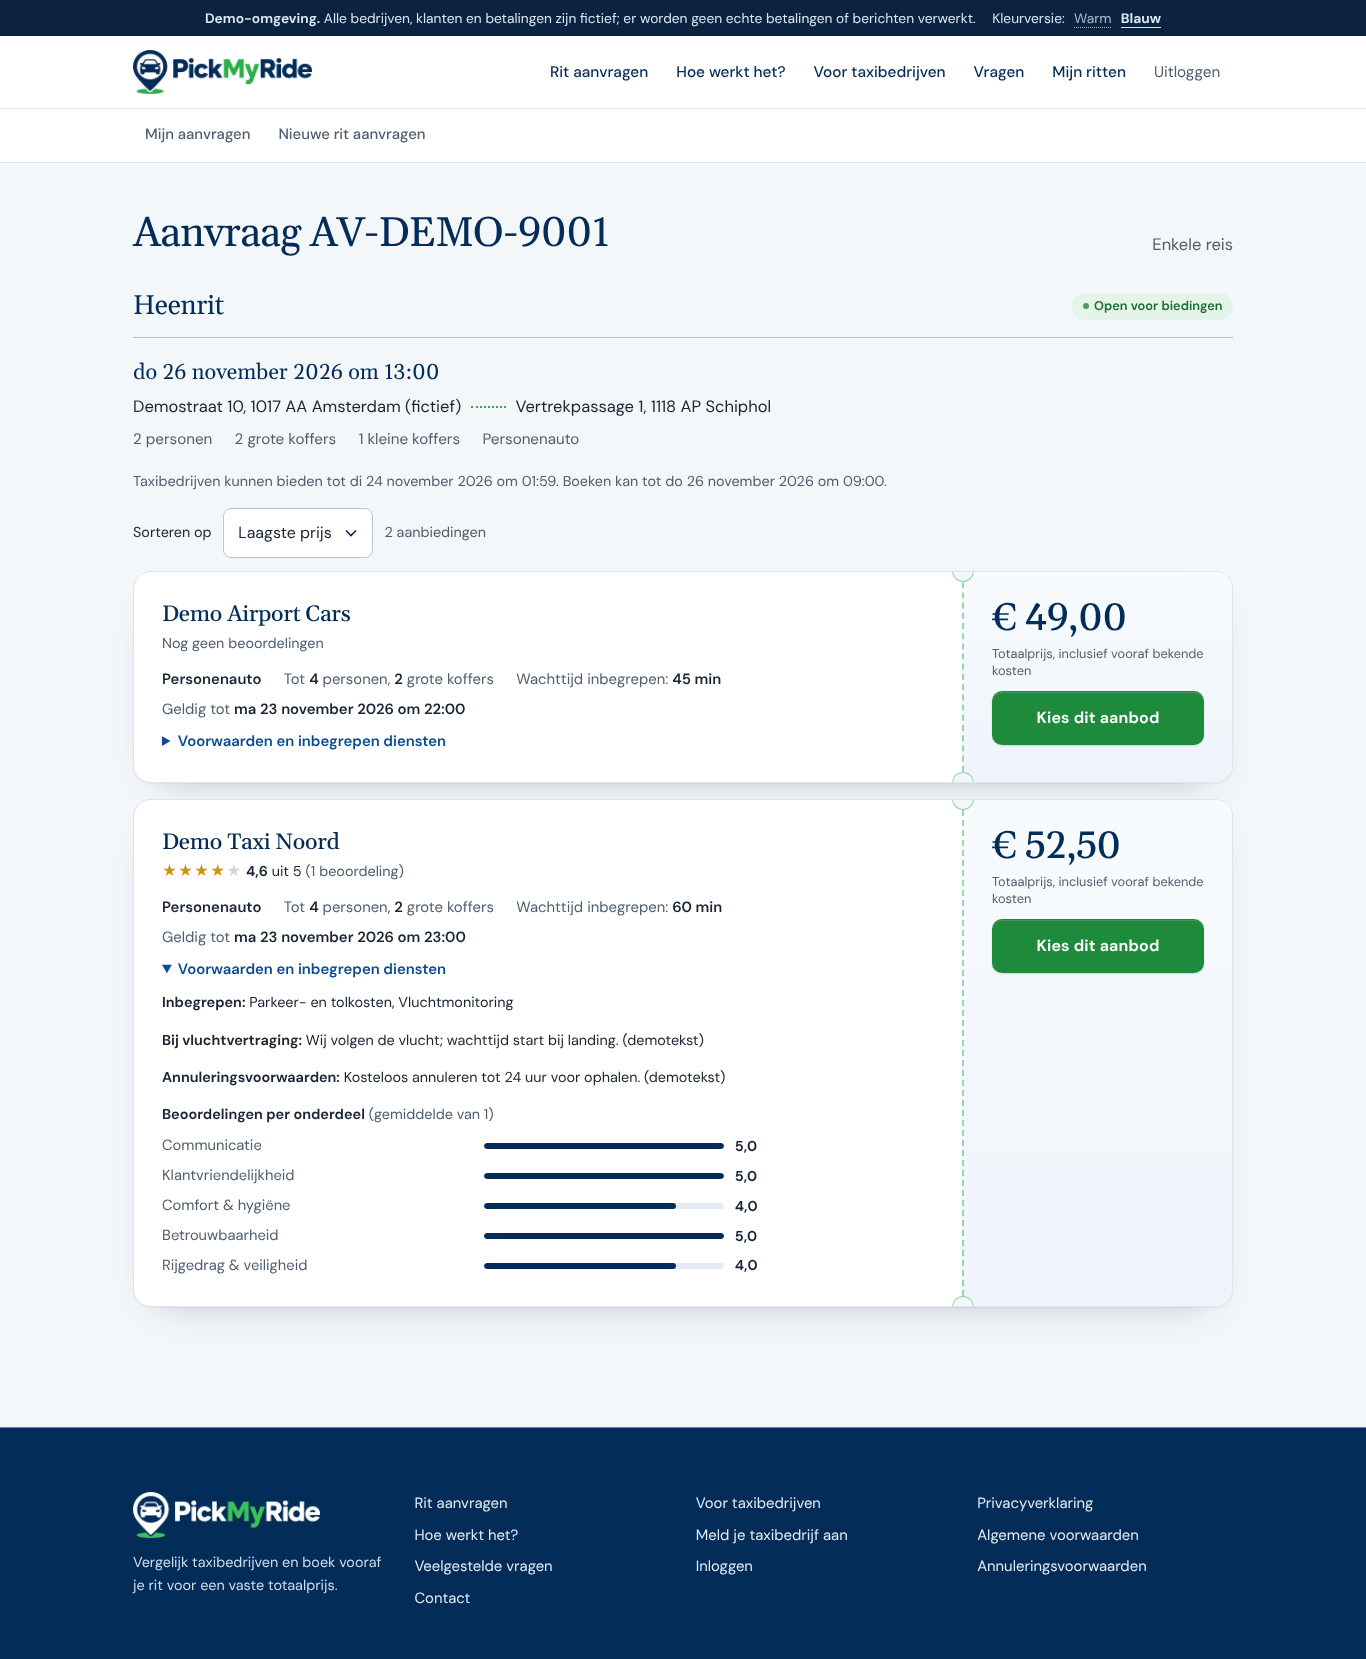 Demo-omgeving. Alle bedrijven, klanten en betalingen zijn fictief; er worden geen echte betalingen of berichten verwerkt. Kleurversie: Warm Blauw
PickMyRide Rit aanvragen Hoe werkt het? Voor taxibedrijven Vragen Mijn ritten Uitloggen
Mijn aanvragen Nieuwe rit aanvragen
Aanvraag AV-DEMO-9001
Enkele reis
Heenrit
Open voor biedingen
do 26 november 2026 om 13:00
Demostraat 10, 1017 AA Amsterdam (fictief) Vertrekpassage 1, 1118 AP Schiphol
2 personen 2 grote koffers 1 kleine koffers Personenauto
Taxibedrijven kunnen bieden tot di 24 november 2026 om 01:59. Boeken kan tot do 26 november 2026 om 09:00.
Sorteren op Laagste prijs 2 aanbiedingen
Demo Airport Cars
Nog geen beoordelingen
Personenauto Tot 4 personen, 2 grote koffers Wachttijd inbegrepen: 45 min
Geldig tot ma 23 november 2026 om 22:00
Voorwaarden en inbegrepen diensten
€ 49,00
Totaalprijs, inclusief vooraf bekende
kosten
Kies dit aanbod
Demo Taxi Noord
★★★★★ 4,6 uit 5 (1 beoordeling)
Personenauto Tot 4 personen, 2 grote koffers Wachttijd inbegrepen: 60 min
Geldig tot ma 23 november 2026 om 23:00
Voorwaarden en inbegrepen diensten
Inbegrepen: Parkeer- en tolkosten, Vluchtmonitoring
Bij vluchtvertraging: Wij volgen de vlucht; wachttijd start bij landing. (demotekst)
Annuleringsvoorwaarden: Kosteloos annuleren tot 24 uur voor ophalen. (demotekst)
Beoordelingen per onderdeel (gemiddelde van 1)
Communicatie 5,0
Klantvriendelijkheid 5,0
Comfort & hygiëne 4,0
Betrouwbaarheid 5,0
Rijgedrag & veiligheid 4,0
€ 52,50
Totaalprijs, inclusief vooraf bekende
kosten
Kies dit aanbod
PickMyRide
Vergelijk taxibedrijven en boek vooraf
je rit voor een vaste totaalprijs.
Rit aanvragen
Hoe werkt het?
Veelgestelde vragen
Contact
Voor taxibedrijven
Meld je taxibedrijf aan
Inloggen
Privacyverklaring
Algemene voorwaarden
Annuleringsvoorwaarden